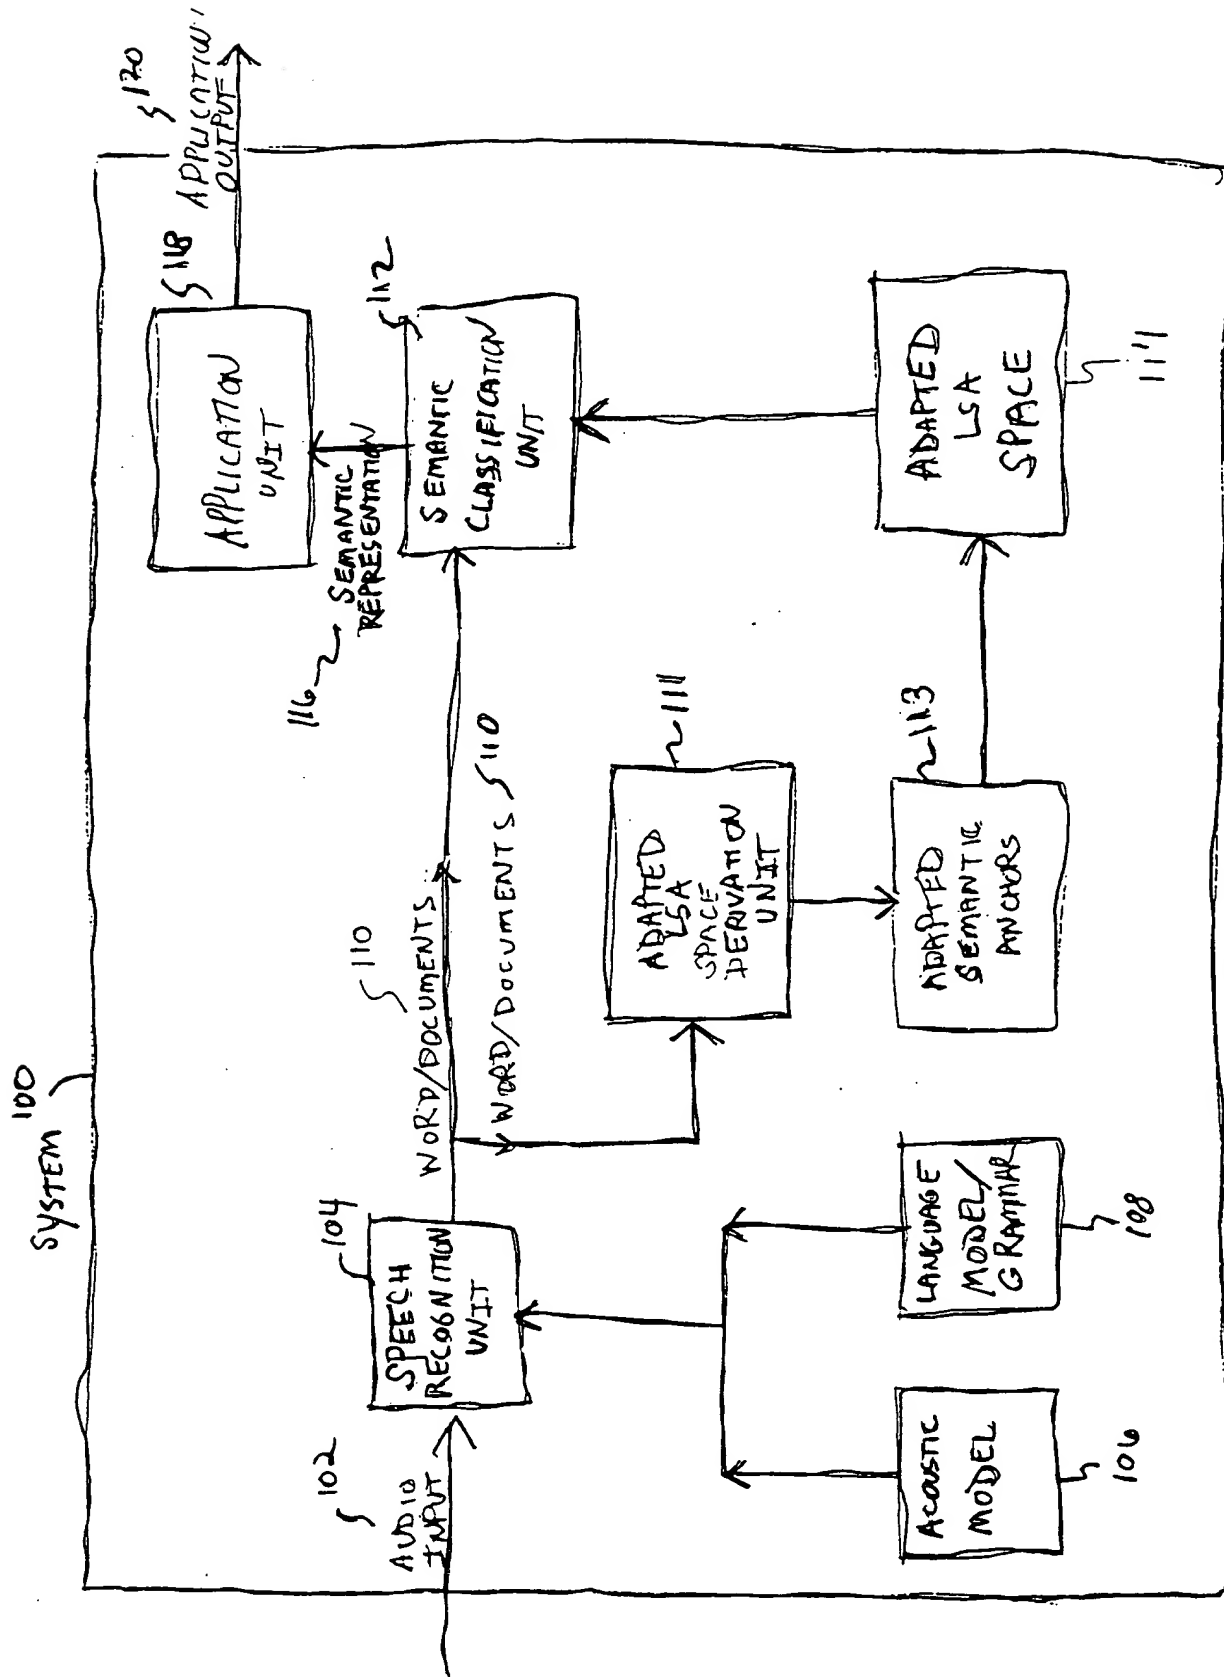 SYSTEM 100
102
AUDIO
INPUT
104
SPEECH
RECOGNITION
UNIT
WORD/DOCUMENTS
110
WORD/DOCUMENTS 110
116
SEMANTIC
REPRESENTATION
112
SEMANTIC
CLASSIFICATION
UNIT
118
APPLICATION
UNIT
120
APPLICATION
OUTPUT
111
ADAPTED
LSA
SPACE
DERIVATION
UNIT
113
ADAPTED
SEMANTIC
ANCHORS
ADAPTED
LSA
SPACE
ACOUSTIC
MODEL
106
LANGUAGE
MODEL/
GRAMMAR
108